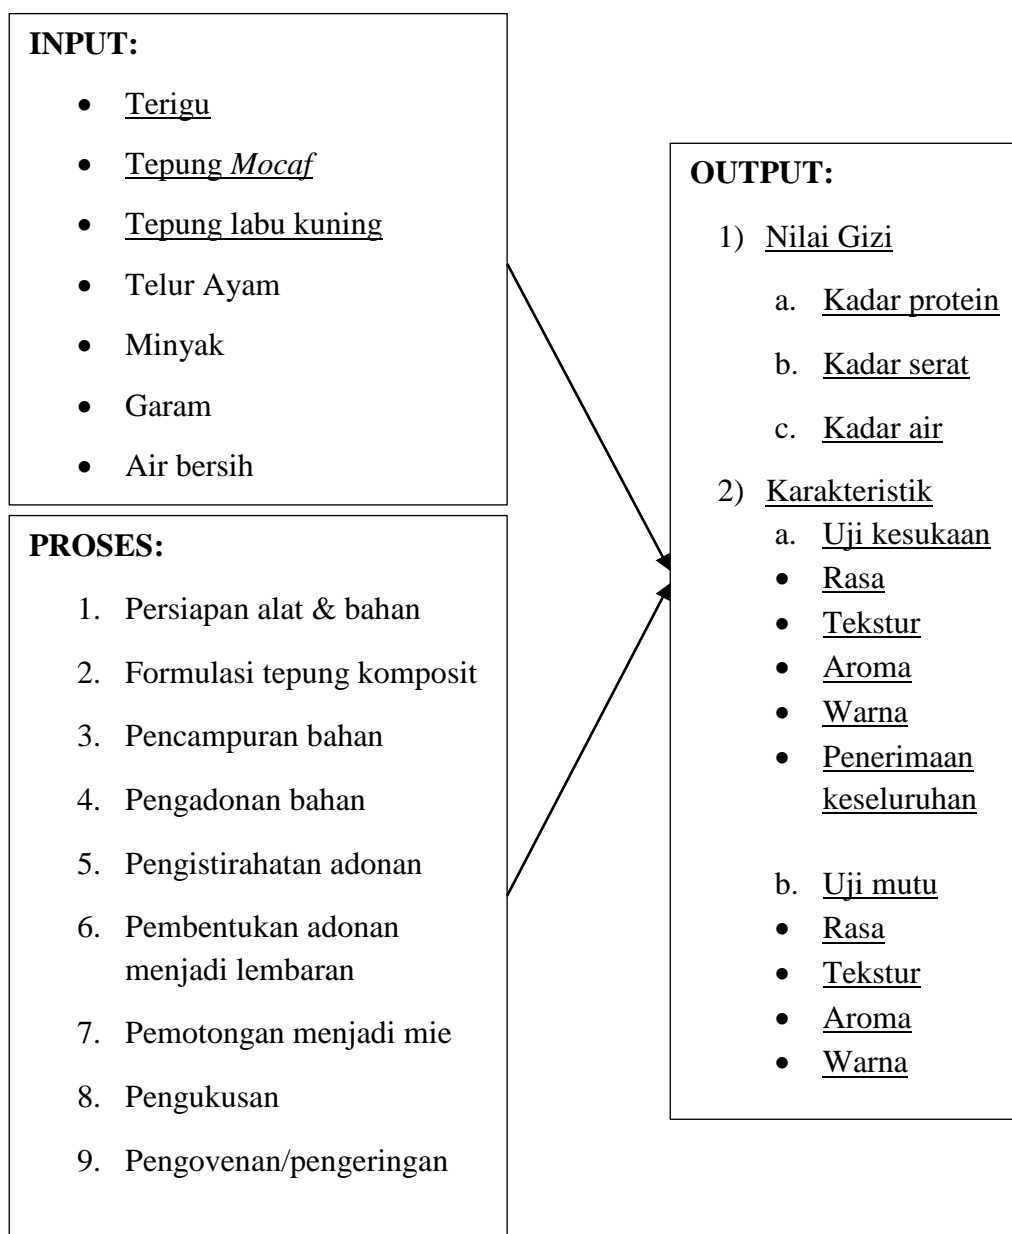 INPUT:
• Terigu
• Tepung Mocaf
• Tepung labu kuning
• Telur Ayam
• Minyak
• Garam
• Air bersih
PROSES:
1. Persiapan alat & bahan
2. Formulasi tepung komposit
3. Pencampuran bahan
4. Pengadonan bahan
5. Pengistirahatan adonan
6. Pembentukan adonan
menjadi lembaran
7. Pemotongan menjadi mie
8. Pengukusan
9. Pengovenan/pengeringan
OUTPUT:
1) Nilai Gizi
a. Kadar protein
b. Kadar serat
c. Kadar air
2) Karakteristik
a. Uji kesukaan
• Rasa
• Tekstur
• Aroma
• Warna
• Penerimaan
keseluruhan
b. Uji mutu
• Rasa
• Tekstur
• Aroma
• Warna